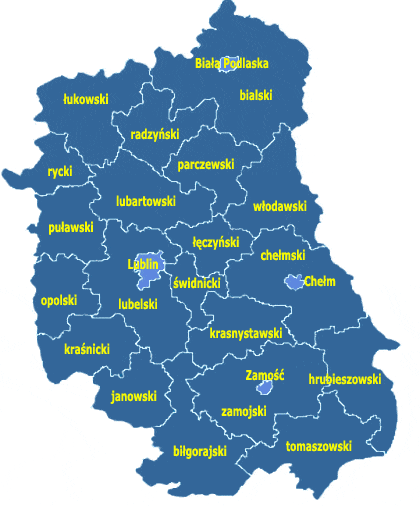 Biała Podlaska
bialski
łukowski
radzyński
parczewski
rycki
lubartowski
włodawski
puławski
łęczyński
chełmski
Lublin
świdnicki
Chełm
opolski
lubelski
krasnystawski
kraśnicki
Zamość
hrubieszowski
janowski
zamojski
biłgorajski
tomaszowski